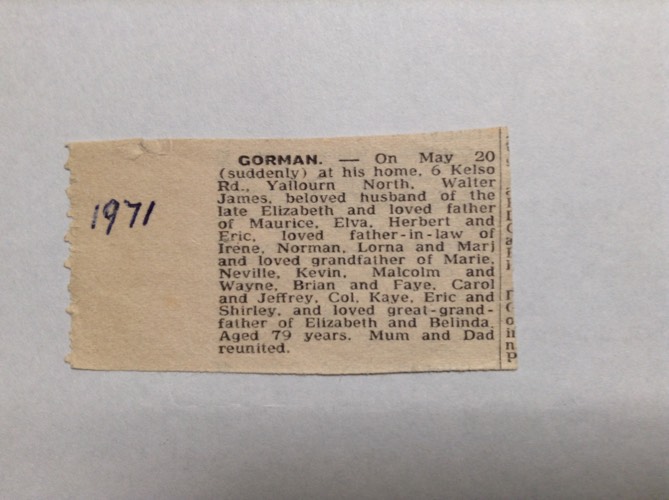 1971
GORMAN. — On May 20
(suddenly) at his home, 6 Kelso
Rd., Yallourn North, Walter
James, beloved husband of the
late Elizabeth and loved father
of Maurice, Elva, Herbert and
Eric, loved father-in-law of
Irene, Norman, Lorna and Marj
and loved grandfather of Marie,
Neville, Kevin, Malcolm and
Wayne, Brian and Faye, Carol
and Jeffrey, Col, Kaye, Eric and
Shirley, and loved great-grand-
father of Elizabeth and Belinda.
Aged 79 years. Mum and Dad
reunited.